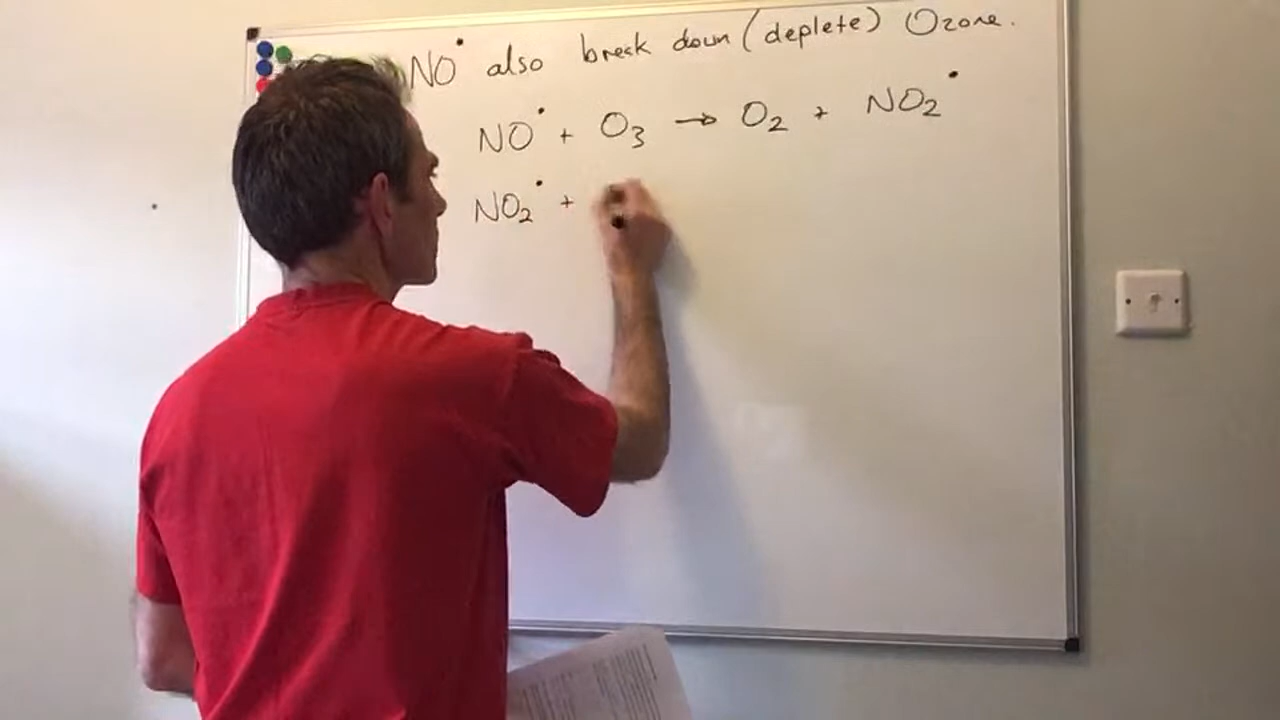 NO• also break down (deplete) Ozone.
NO• + O3 → O2 + NO2•
NO2• +